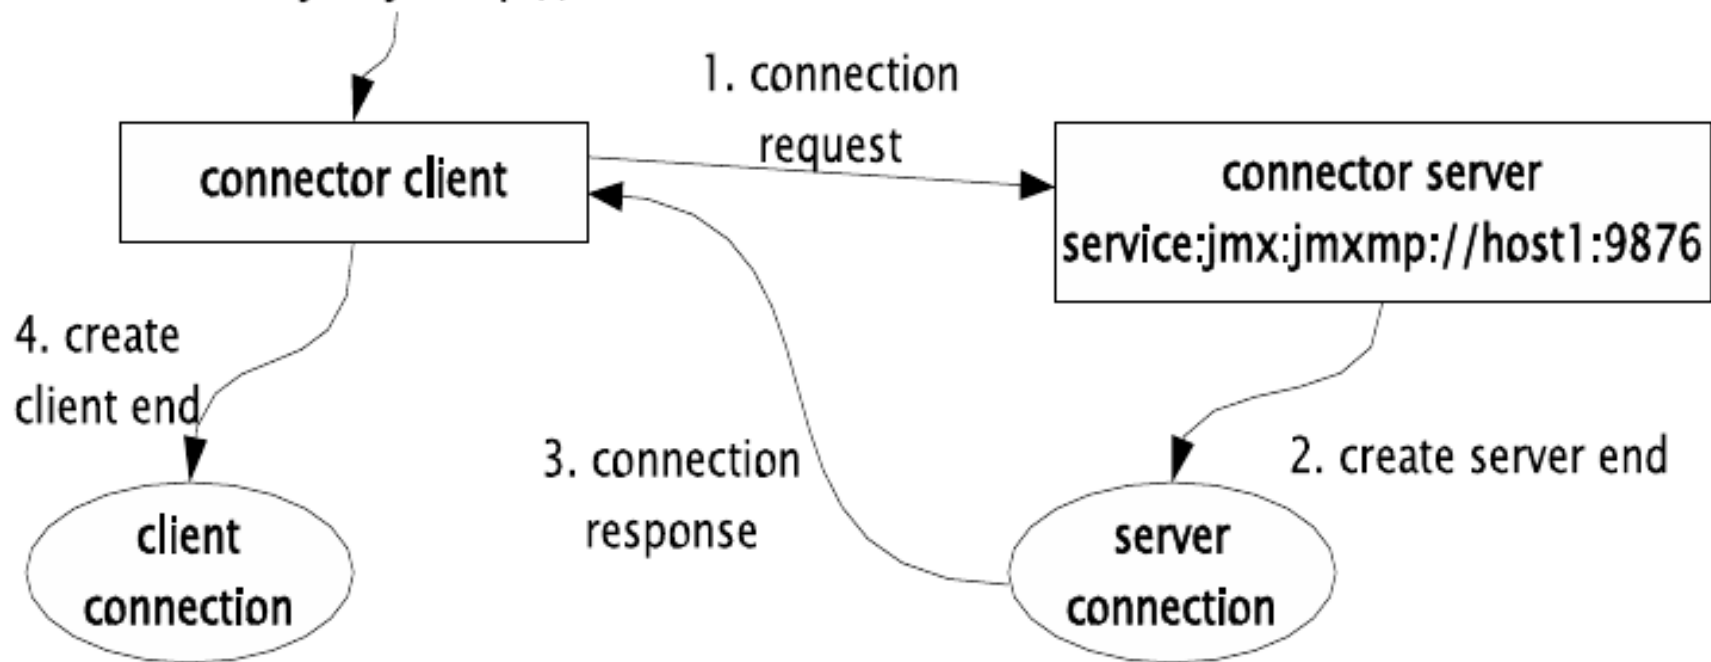 1. connection
request
connector client
connector server
service:jmx:jmxmp://host1:9876
4. create
client end
3. connection
response
2. create server end
client
connection
server
connection